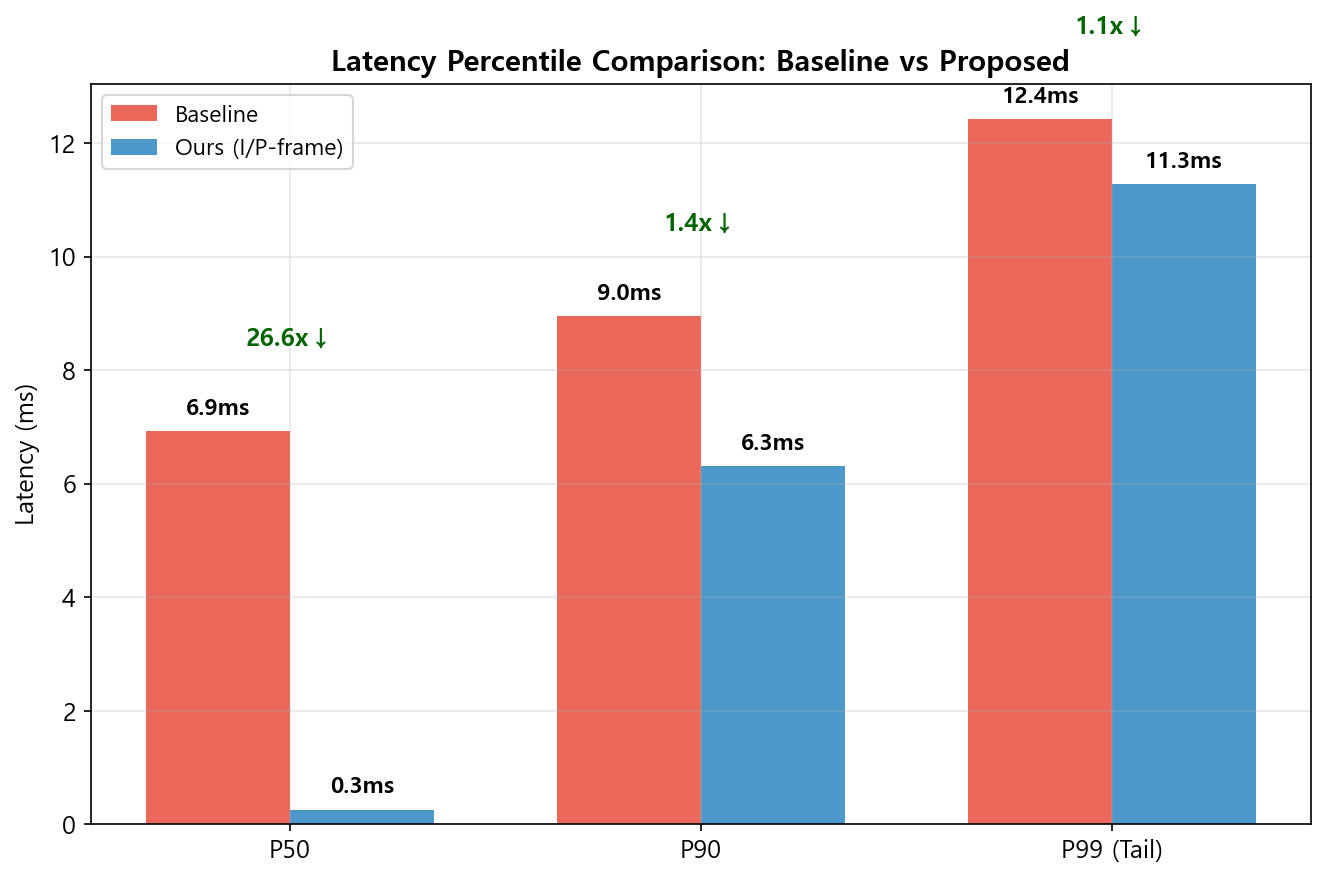 1.1x ↓
Latency Percentile Comparison: Baseline vs Proposed
Baseline
Ours (I/P-frame)
12.4ms
11.3ms
1.4x ↓
9.0ms
26.6x ↓
6.9ms
6.3ms
0.3ms
Latency (ms)
12
10
8
6
4
2
0
P50
P90
P99 (Tail)